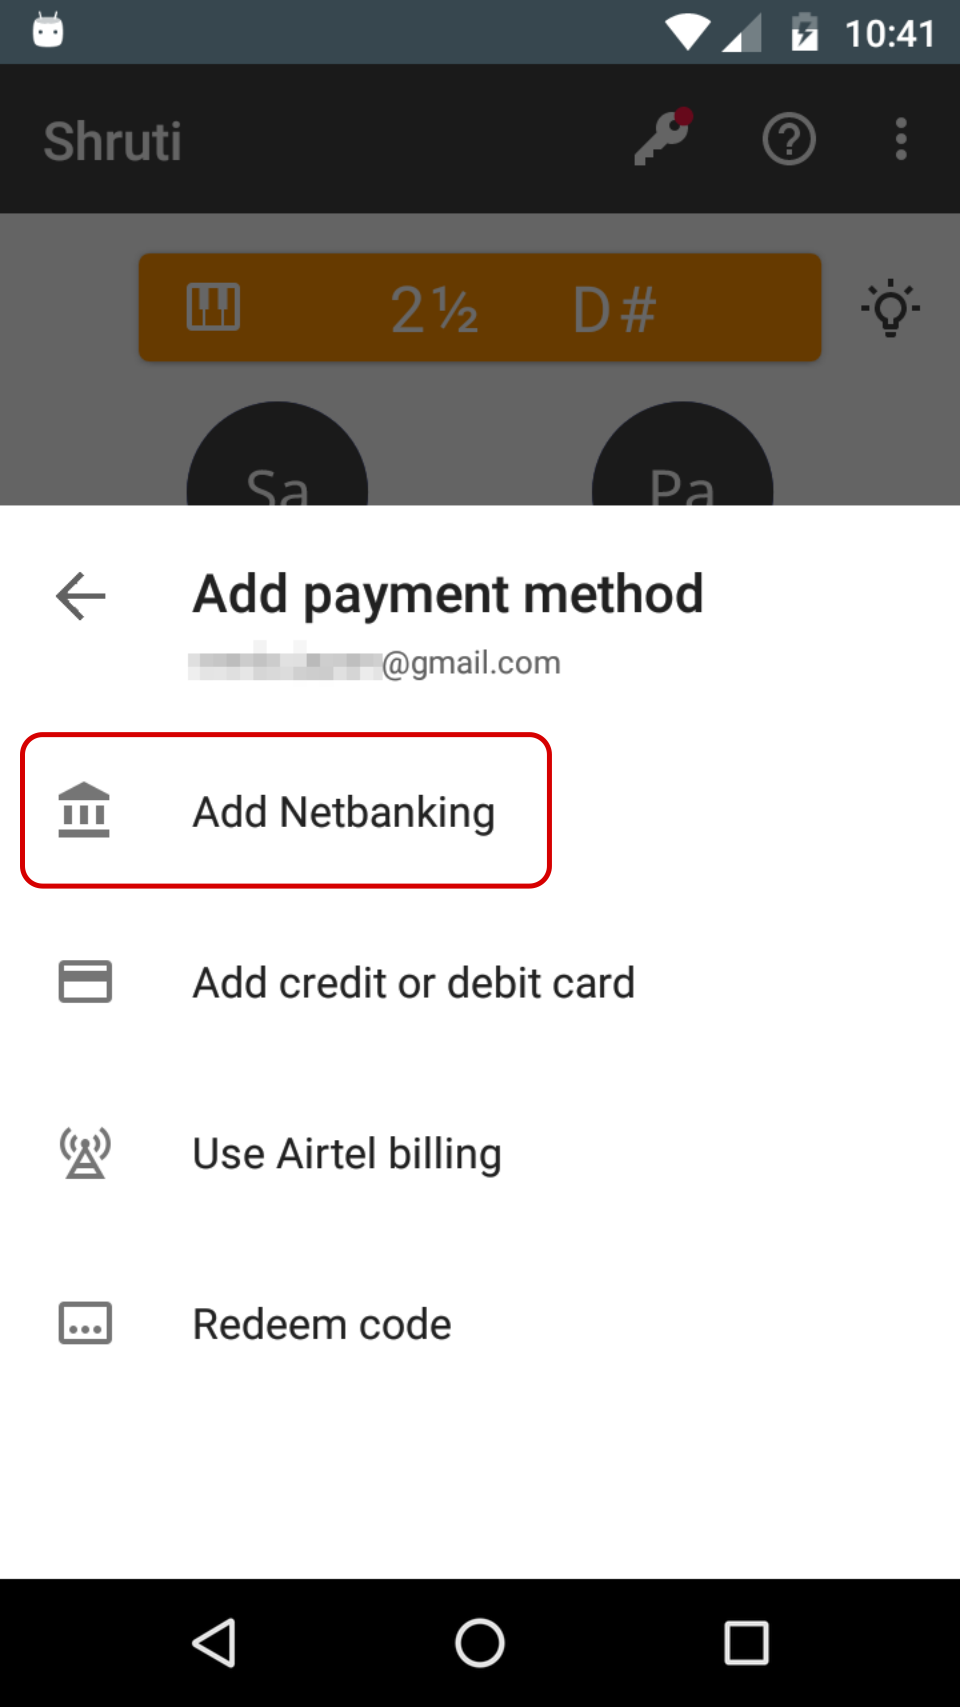 10:41
Shruti
2½ D#
Sa Pa
Add payment method
@gmail.com
Add Netbanking
Add credit or debit card
Use Airtel billing
Redeem code